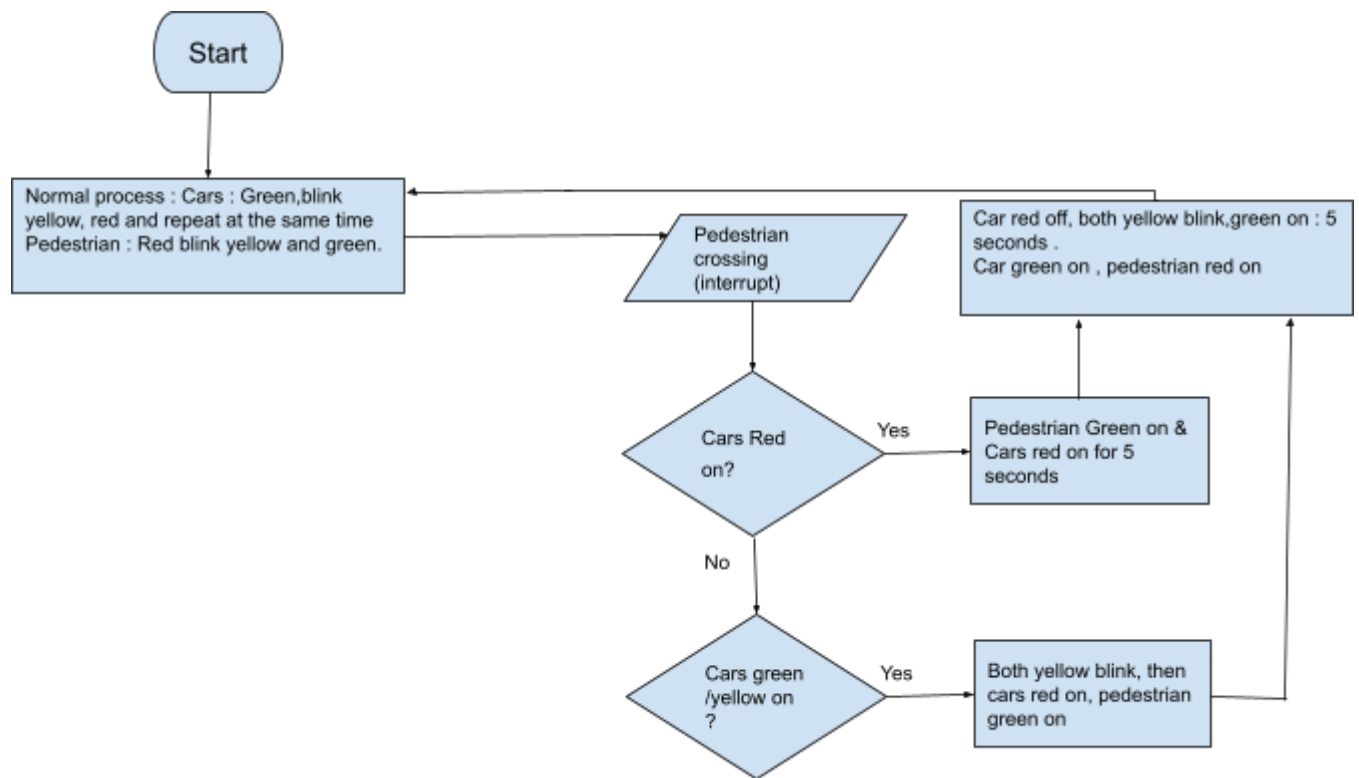 Start
Normal process : Cars : Green,blink
yellow, red and repeat at the same time
Pedestrian : Red blink yellow and green.
Pedestrian
crossing
(interrupt)
Car red off, both yellow blink,green on : 5
seconds .
Car green on , pedestrian red on
Cars Red
on?
Yes
Pedestrian Green on &
Cars red on for 5
seconds
No
Cars green
/yellow on
?
Yes
Both yellow blink, then
cars red on, pedestrian
green on